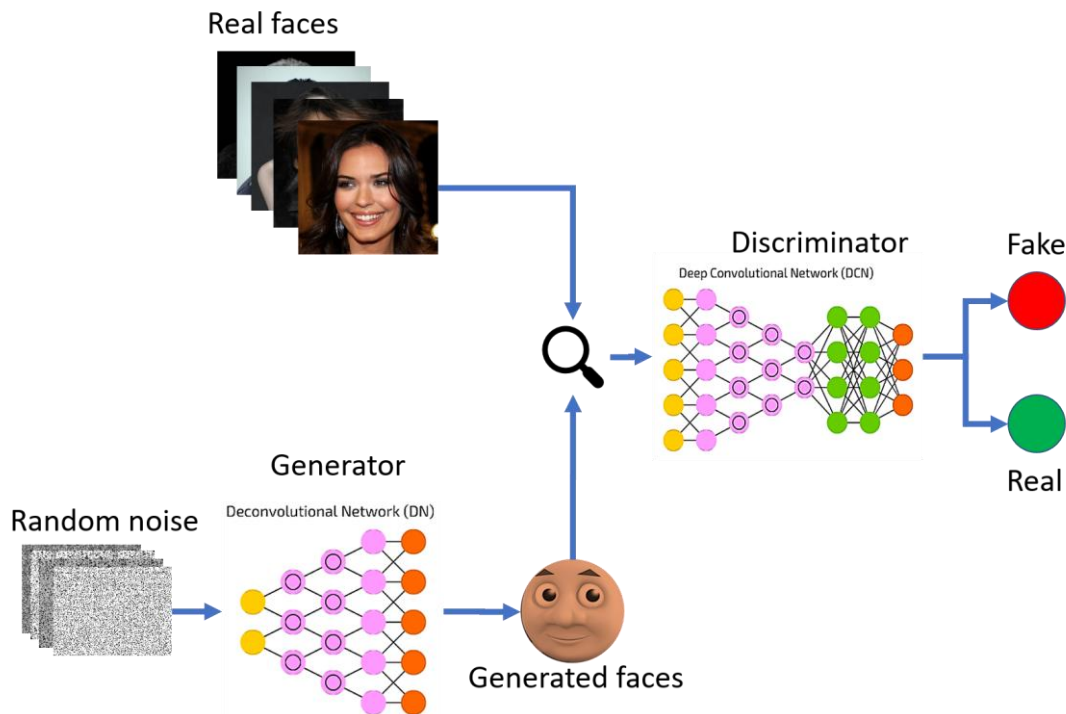 Real faces
Discriminator
Deep Convolutional Network (DCN)
Fake
Real
Generator
Deconvolutional Network (DN)
Random noise
Generated faces